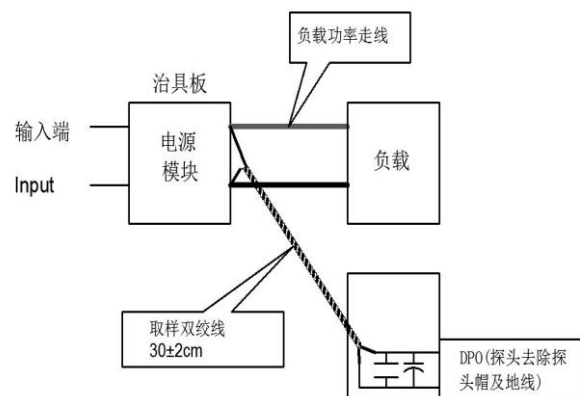 负载功率走线
治具板
输入端
Input
电源
模块
负载
取样双绞线
30±2cm
DPO(探头去除探
头帽及地线)